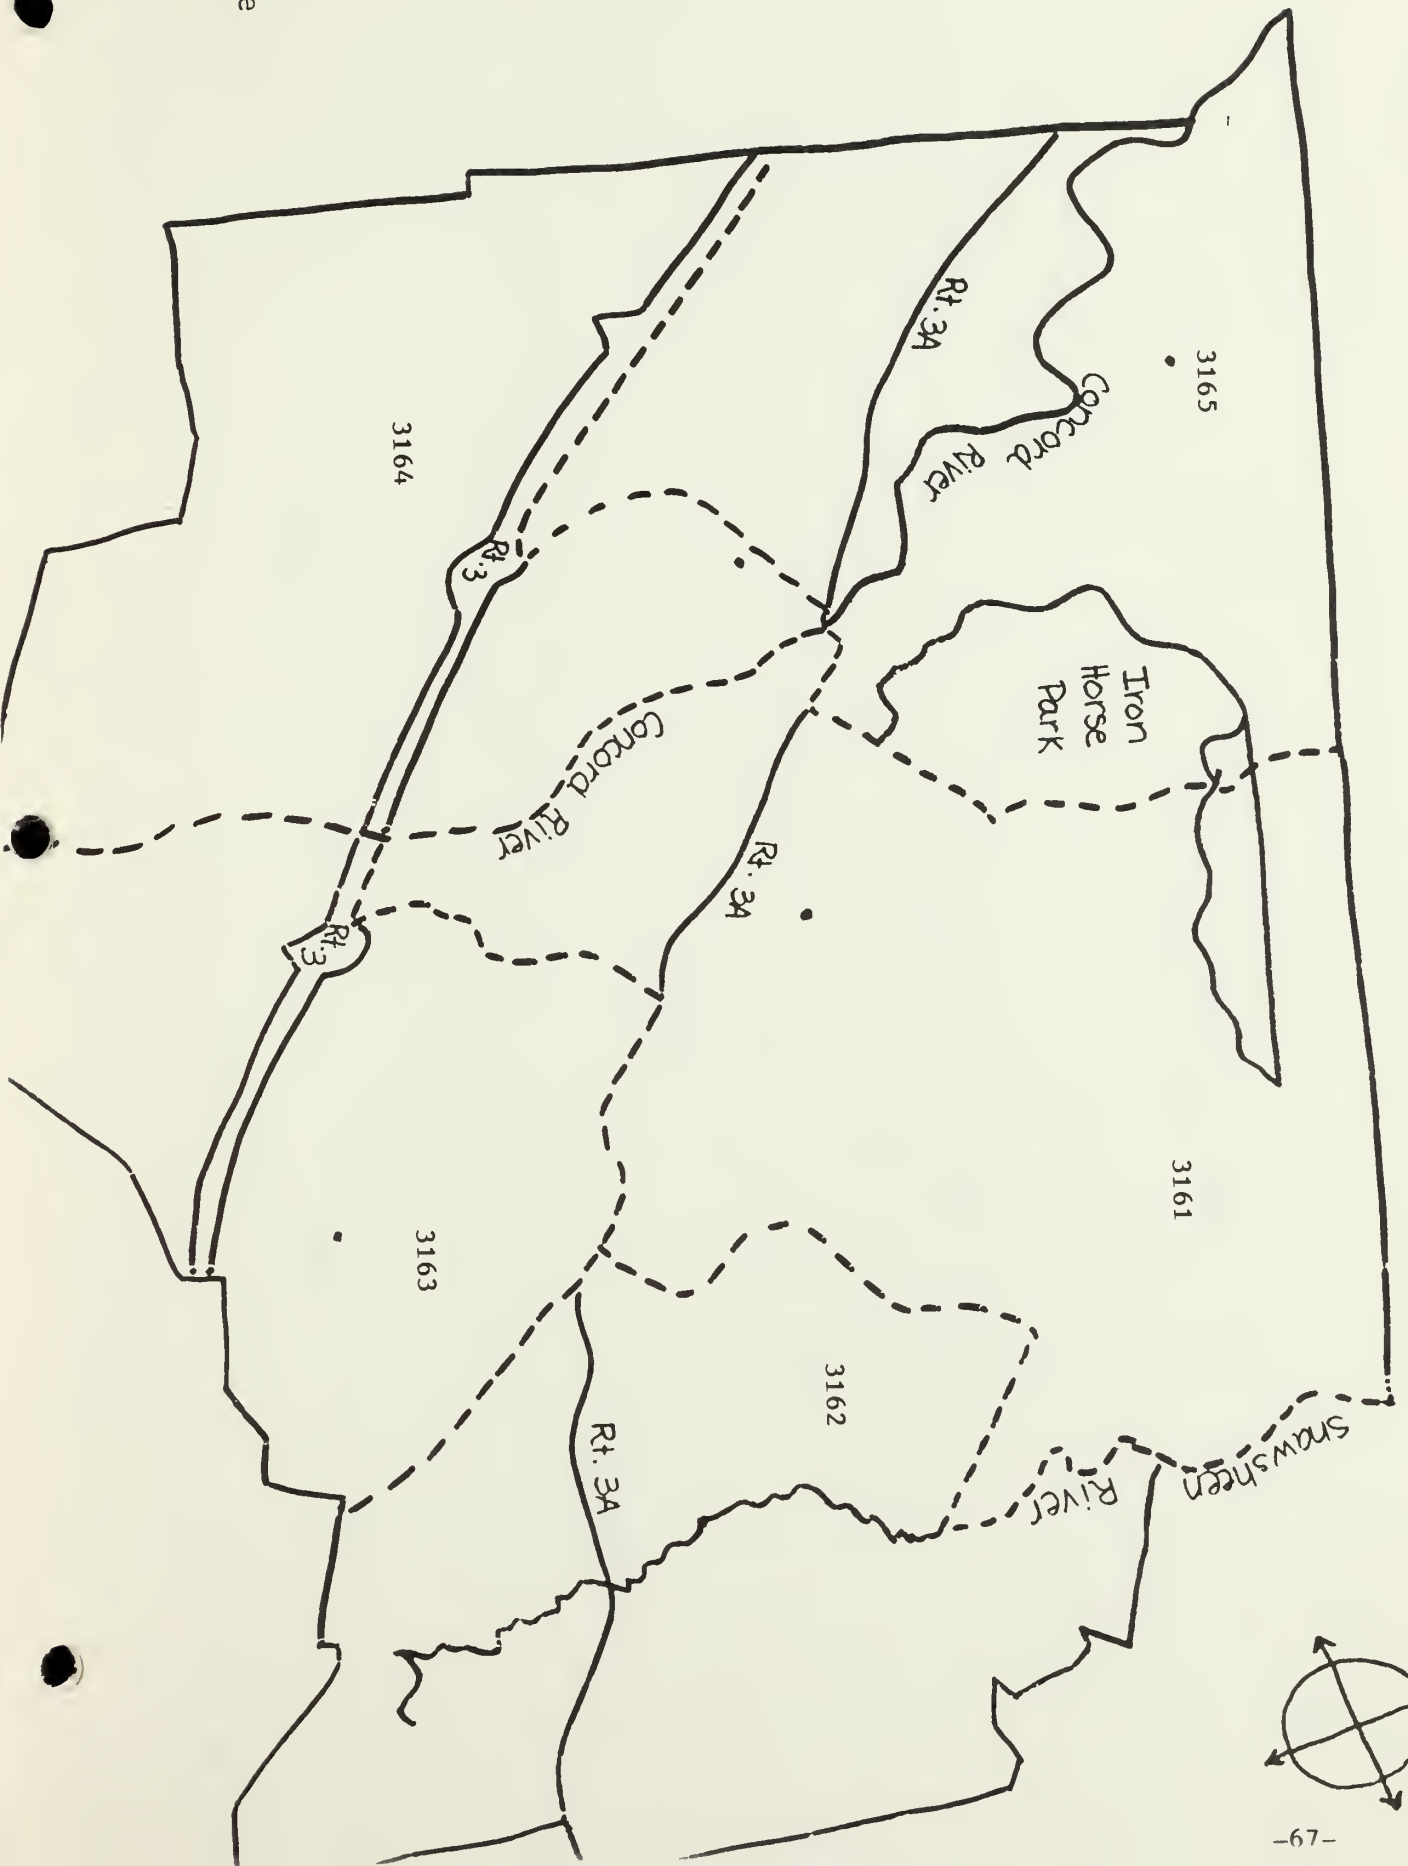 e
3165
Rt. 3A
Concord River
3164
Rt. 3
Iron
Horse
Park
Concord River
Rt. 3A
Rt. 3
3161
3163
3162
Rt. 3A
Shawsheen River
-67-